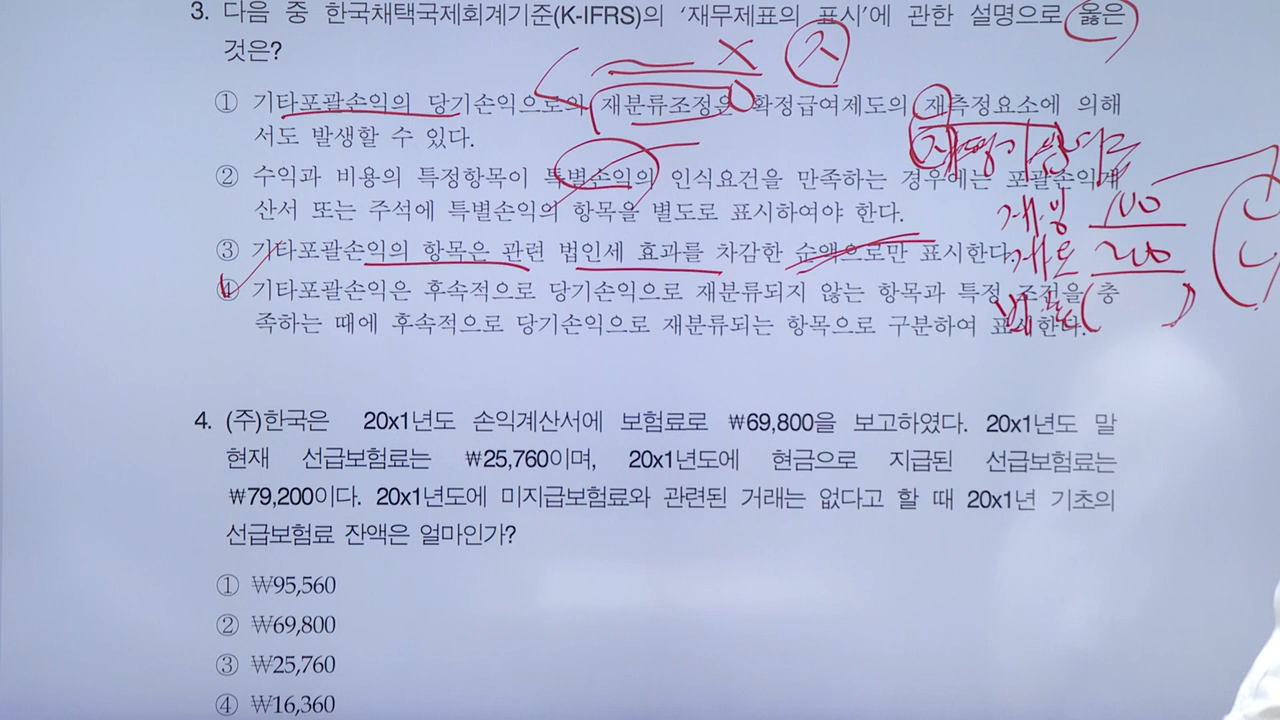 3. 다음 중 한국채택국제회계기준(K-IFRS)의 '재무제표의 표시'에 관한 설명으로 옳은
것은?
① 기타포괄손익의 당기손익으로의 재분류조정은 확정급여제도의 재측정요소에 의해
서도 발생할 수 있다.
② 수익과 비용의 특정항목이 특별손익의 인식요건을 만족하는 경우에는 포괄손익계
산서 또는 주석에 특별손익의 항목을 별도로 표시하여야 한다.
100
③ 기타포괄손익의 항목은 관련 법인세 효과를 차감한 순액으로만 표시한다.
200
④ 기타포괄손익은 후속적으로 당기손익으로 재분류되지 않는 항목과 특정 조건을 충
족하는 때에 후속적으로 당기손익으로 재분류되는 항목으로 구분하여 표시한다.
4. (주)한국은 20x1년도 손익계산서에 보험료로 ₩69,800을 보고하였다. 20x1년도 말
현재 선급보험료는 ₩25,760이며, 20x1년도에 현금으로 지급된 선급보험료는
₩79,200이다. 20x1년도에 미지급보험료와 관련된 거래는 없다고 할 때 20x1년 기초의
선급보험료 잔액은 얼마인가?
① ₩95,560
② ₩69,800
③ ₩25,760
④ ₩16,360